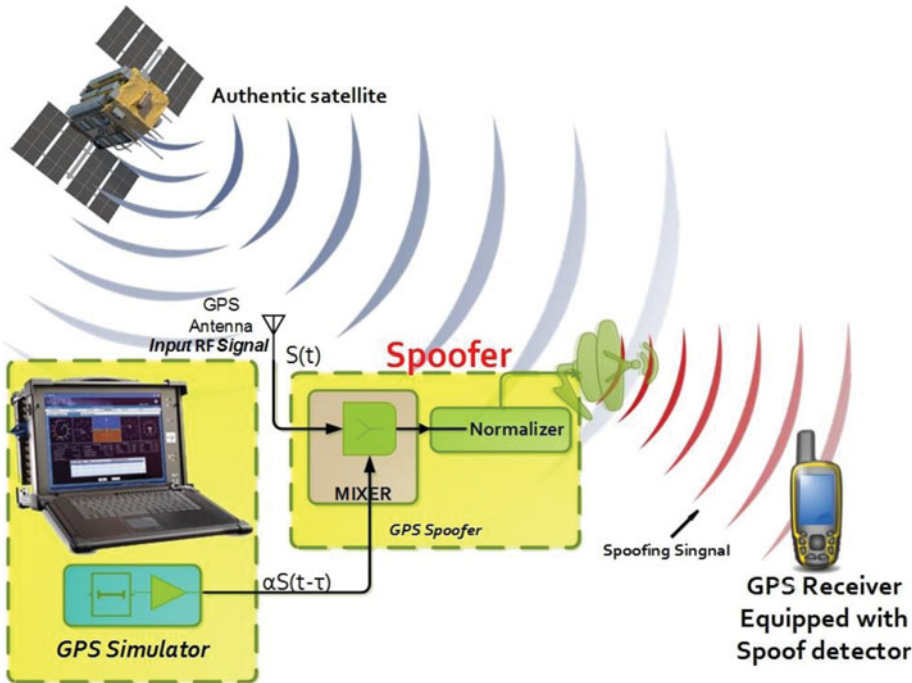 Authentic satellite
GPS
Antenna
Input RF Signal
S(t)
Spoofer
Normalizer
MIXER
GPS Spoofer
Spoofing Singnal
αS(t-τ)
GPS Simulator
GPS Receiver
Equipped with
Spoof detector